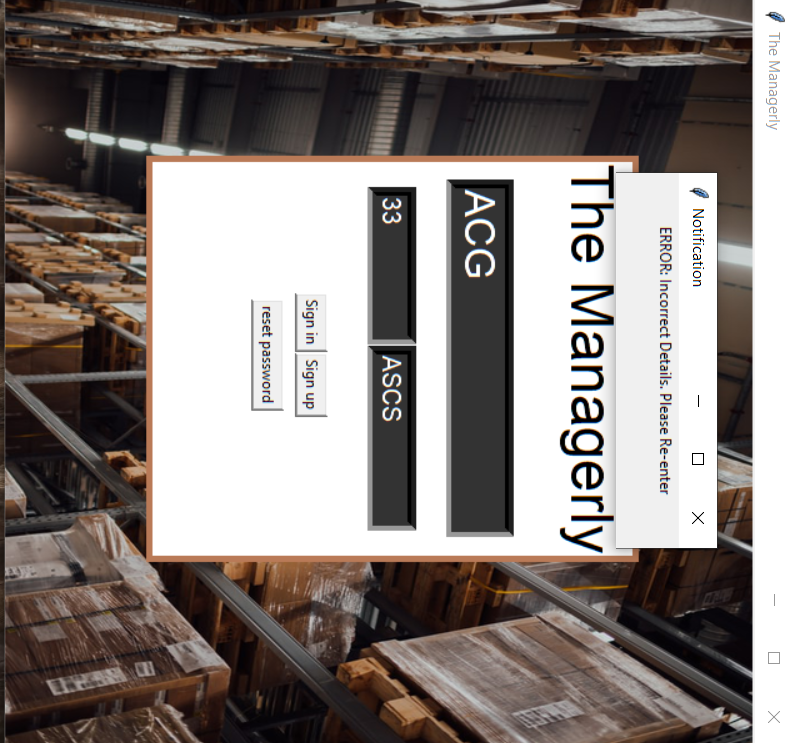 The Managerly
Notification
ERROR: Incorrect Details. Please Re-enter
The Managerly
ACG
33
ASCS
Sign in
Sign up
reset password